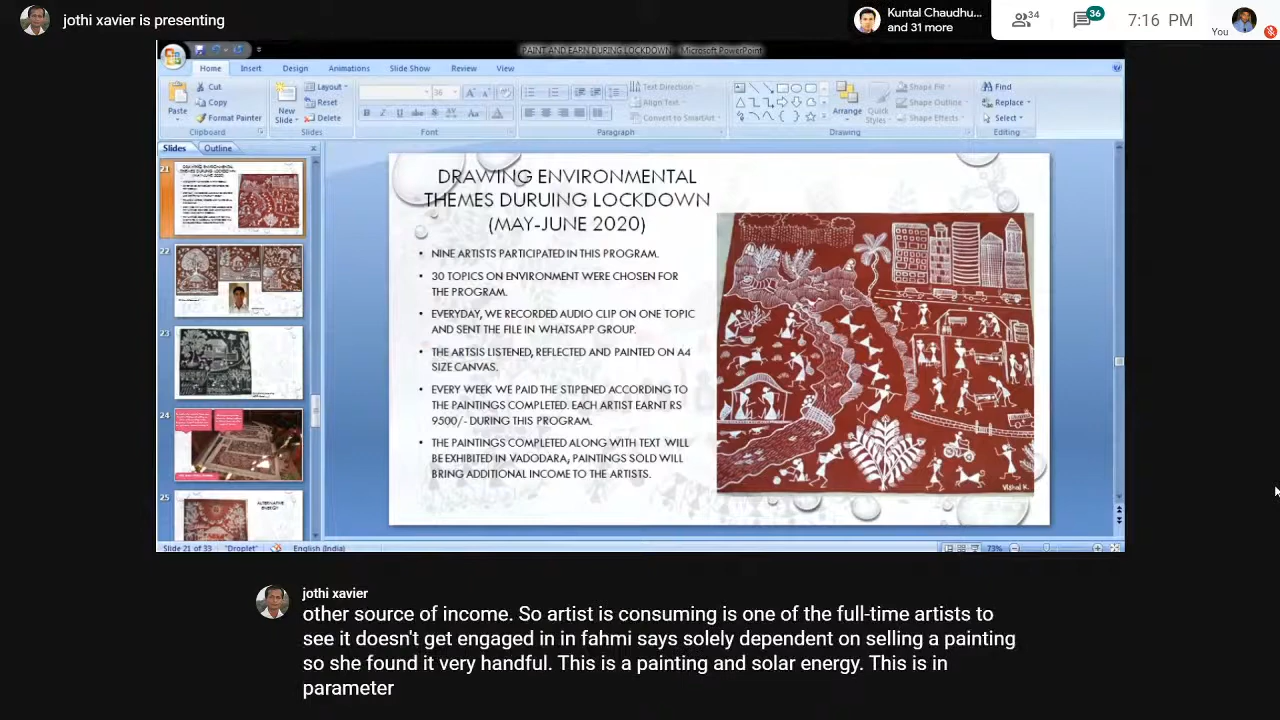 jothi xavier is presenting
Kuntal Chaudhu...
and 31 more
34
36
7:16 PM
You
PAINT AND EARN DURING LOCKDOWN - Microsoft PowerPoint
Home
Insert
Design
Animations
Slide Show
Review
View
Paste
Cut
Copy
Format Painter
Clipboard
New
Slide
Layout
Reset
Delete
Slides
36
Font
Text Direction
Align Text
Convert to SmartArt
Paragraph
Arrange
Quick
Styles
Shape Fill
Shape Outline
Shape Effects
Drawing
Find
Replace
Select
Editing
Slides
Outline
21
22
23
24
25
ALTERNATIVE
ENERGY
DRAWING ENVIRONMENTAL
THEMES DURUING LOCKDOWN
(MAY-JUNE 2020)
• NINE ARTISTS PARTICIPATED IN THIS PROGRAM.
• 30 TOPICS ON ENVIRONMENT WERE CHOSEN FOR
THE PROGRAM.
• EVERYDAY, WE RECORDED AUDIO CLIP ON ONE TOPIC
AND SENT THE FILE IN WHATSAPP GROUP.
• THE ARTSIS LISTENED, REFLECTED AND PAINTED ON A4
SIZE CANVAS.
• EVERY WEEK WE PAID THE STIPENED ACCORDING TO
THE PAINTINGS COMPLETED. EACH ARTIST EARNT RS
9500/- DURING THIS PROGRAM.
• THE PAINTINGS COMPLETED ALONG WITH TEXT WILL
BE EXHIBITED IN VADODARA, PAINTINGS SOLD WILL
BRING ADDITIONAL INCOME TO THE ARTISTS.
Vishal K.
Slide 21 of 33
"Droplet"
English (India)
73%
jothi xavier
other source of income. So artist is consuming is one of the full-time artists to
see it doesn't get engaged in in fahmi says solely dependent on selling a painting
so she found it very handful. This is a painting and solar energy. This is in
parameter